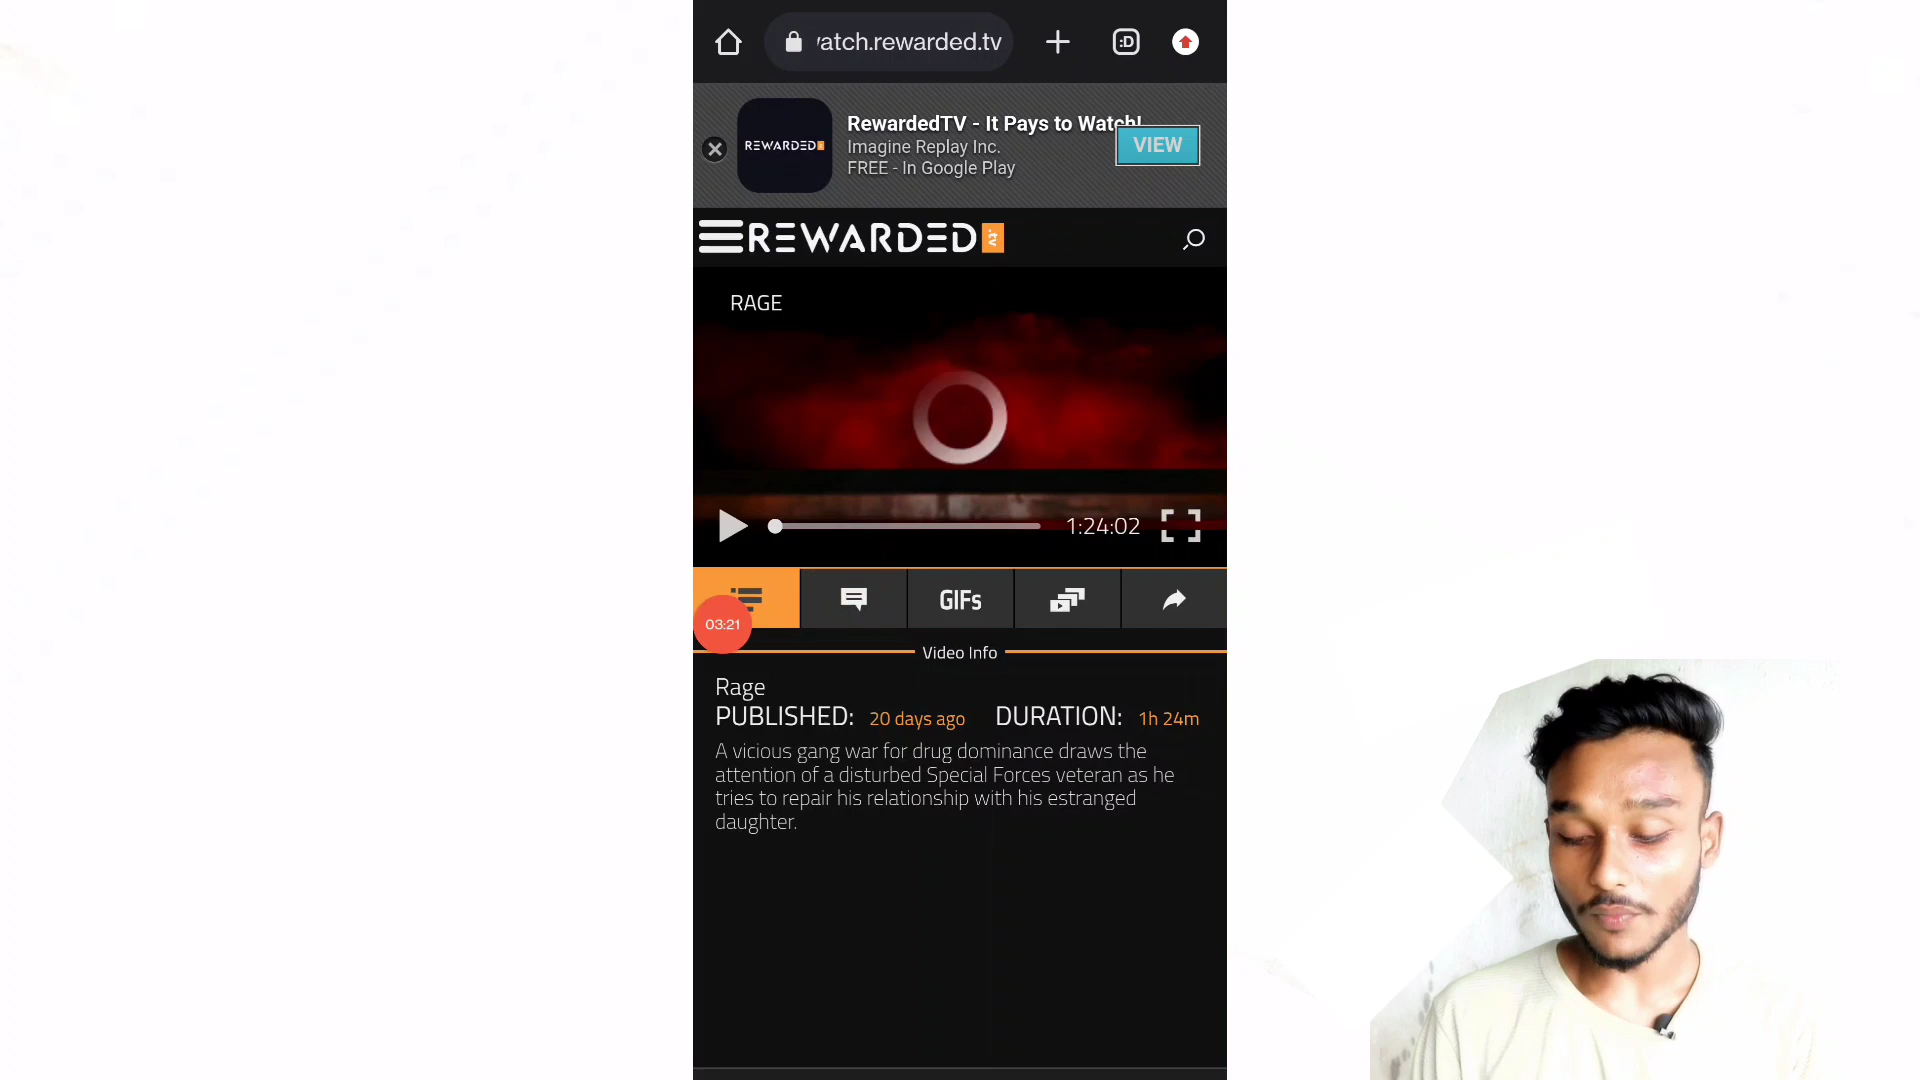 :D
/atch.rewarded.tv
RewardedTV - It Pays to Watch!
Imagine Replay Inc.
FREE - In Google Play
VIEW
REWARDED
REWARDED.tv
RAGE
1:24:02
GIFs
03:21
Video Info
Rage
PUBLISHED: 20 days ago DURATION: 1h 24m
A vicious gang war for drug dominance draws the
attention of a disturbed Special Forces veteran as he
tries to repair his relationship with his estranged
daughter.